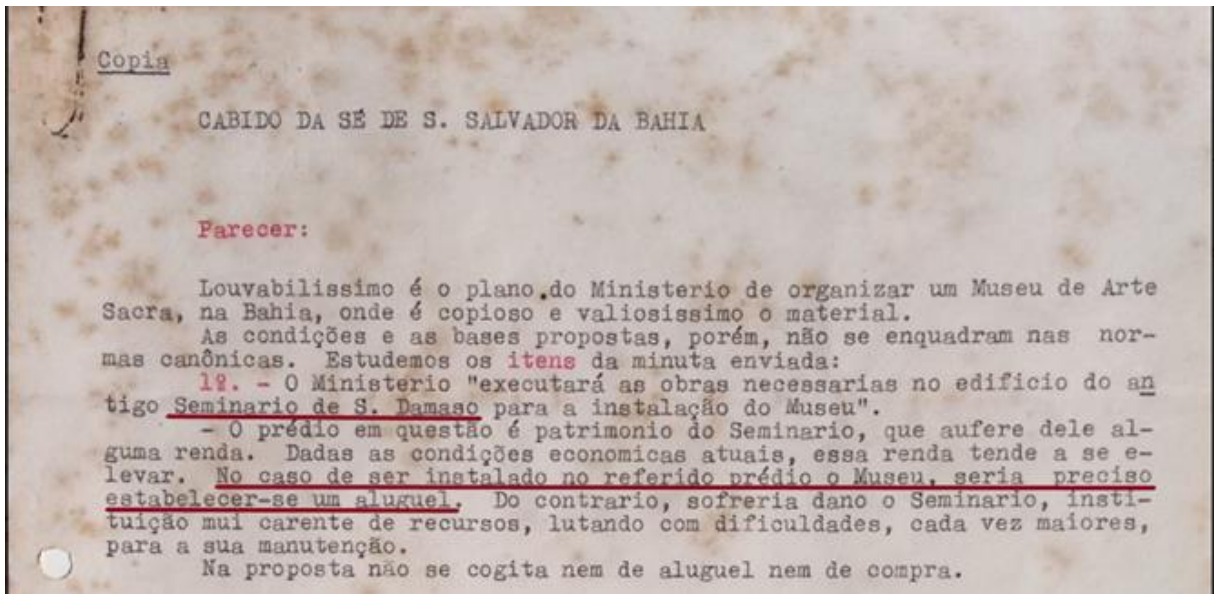 Copia
CABIDO DA SÉ DE S. SALVADOR DA BAHIA
Parecer:
Louvabilissimo é o plano do Ministerio de organizar um Museu de Arte
Sacra, na Bahia, onde é copioso e valiosissimo o material.
As condições e as bases propostas, porém, não se enquadram nas nor-
mas canônicas. Estudemos os itens da minuta enviada:
1º. - O Ministerio "executará as obras necessarias no edificio do an
tigo Seminario de S. Damaso para a instalação do Museu".
- O prédio em questão é patrimonio do Seminario, que aufere dele al-
guma renda. Dadas as condições economicas atuais, essa renda tende a se e-
levar. No caso de ser instalado no referido prédio o Museu, seria preciso
estabelecer-se um aluguel. Do contrario, sofreria dano o Seminario, insti-
tuição mui carente de recursos, lutando com dificuldades, cada vez maiores,
para a sua manutenção.
Na proposta não se cogita nem de aluguel nem de compra.